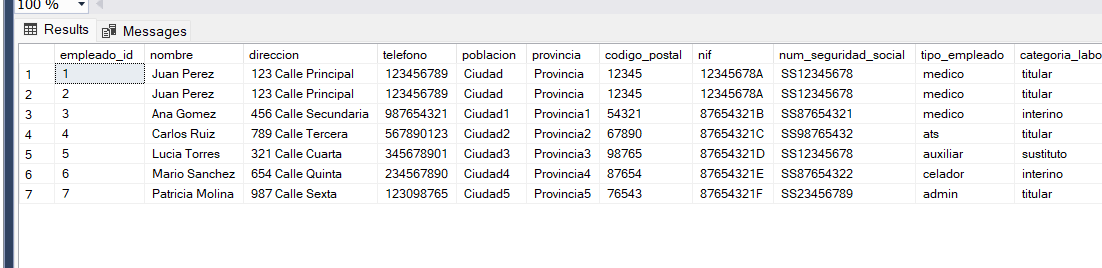 100 %
Results Messages
empleado_id nombre direccion telefono poblacion provincia codigo_postal nif num_seguridad_social tipo_empleado categoria_labo
1 1 Juan Perez 123 Calle Principal 123456789 Ciudad Provincia 12345 12345678A SS12345678 medico titular
2 2 Juan Perez 123 Calle Principal 123456789 Ciudad Provincia 12345 12345678A SS12345678 medico titular
3 3 Ana Gomez 456 Calle Secundaria 987654321 Ciudad1 Provincia1 54321 87654321B SS87654321 medico interino
4 4 Carlos Ruiz 789 Calle Tercera 567890123 Ciudad2 Provincia2 67890 87654321C SS98765432 ats titular
5 5 Lucia Torres 321 Calle Cuarta 345678901 Ciudad3 Provincia3 98765 87654321D SS12345678 auxiliar sustituto
6 6 Mario Sanchez 654 Calle Quinta 234567890 Ciudad4 Provincia4 87654 87654321E SS87654322 celador interino
7 7 Patricia Molina 987 Calle Sexta 123098765 Ciudad5 Provincia5 76543 87654321F SS23456789 admin titular